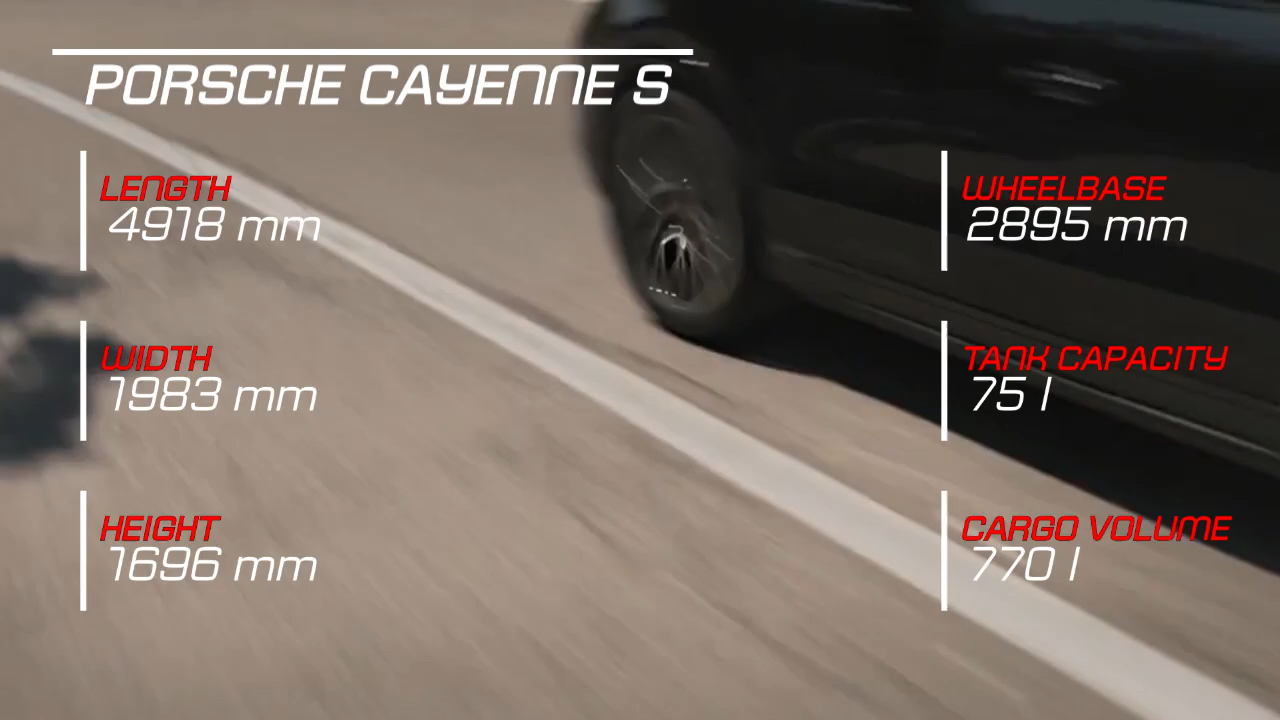 PORSCHE CAYENNE S
LENGTH
4918 mm
WIDTH
1983 mm
HEIGHT
1696 mm
WHEELBASE
2895 mm
TANK CAPACITY
75 l
CARGO VOLUME
770 l